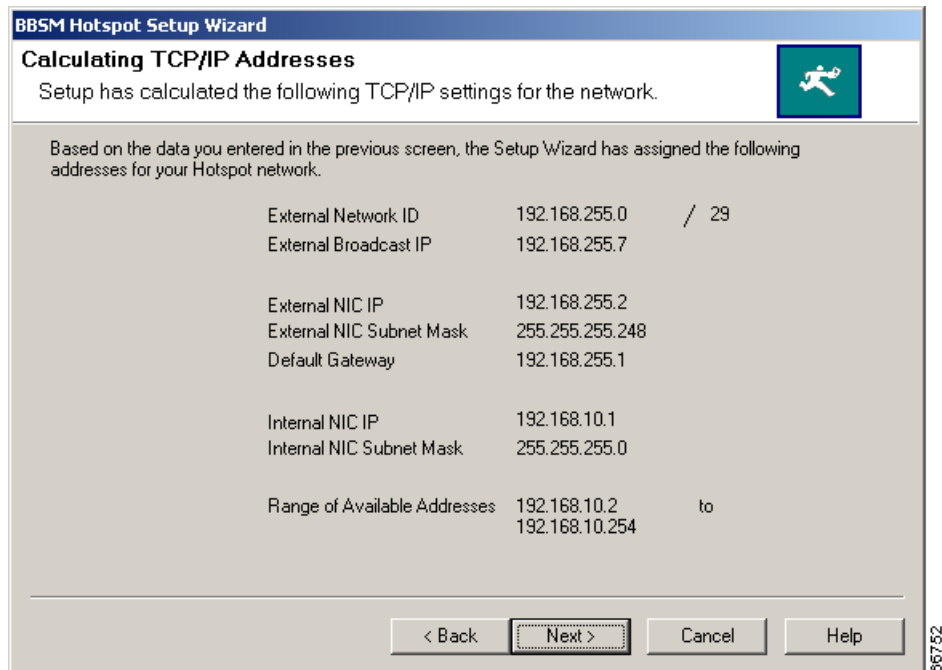 BBSM Hotspot Setup Wizard
Calculating TCP/IP Addresses
Setup has calculated the following TCP/IP settings for the network.
Based on the data you entered in the previous screen, the Setup Wizard has assigned the following
addresses for your Hotspot network.
External Network ID 192.168.255.0 / 29
External Broadcast IP 192.168.255.7
External NIC IP 192.168.255.2
External NIC Subnet Mask 255.255.255.248
Default Gateway 192.168.255.1
Internal NIC IP 192.168.10.1
Internal NIC Subnet Mask 255.255.255.0
Range of Available Addresses 192.168.10.2 to
192.168.10.254
< Back Next > Cancel Help